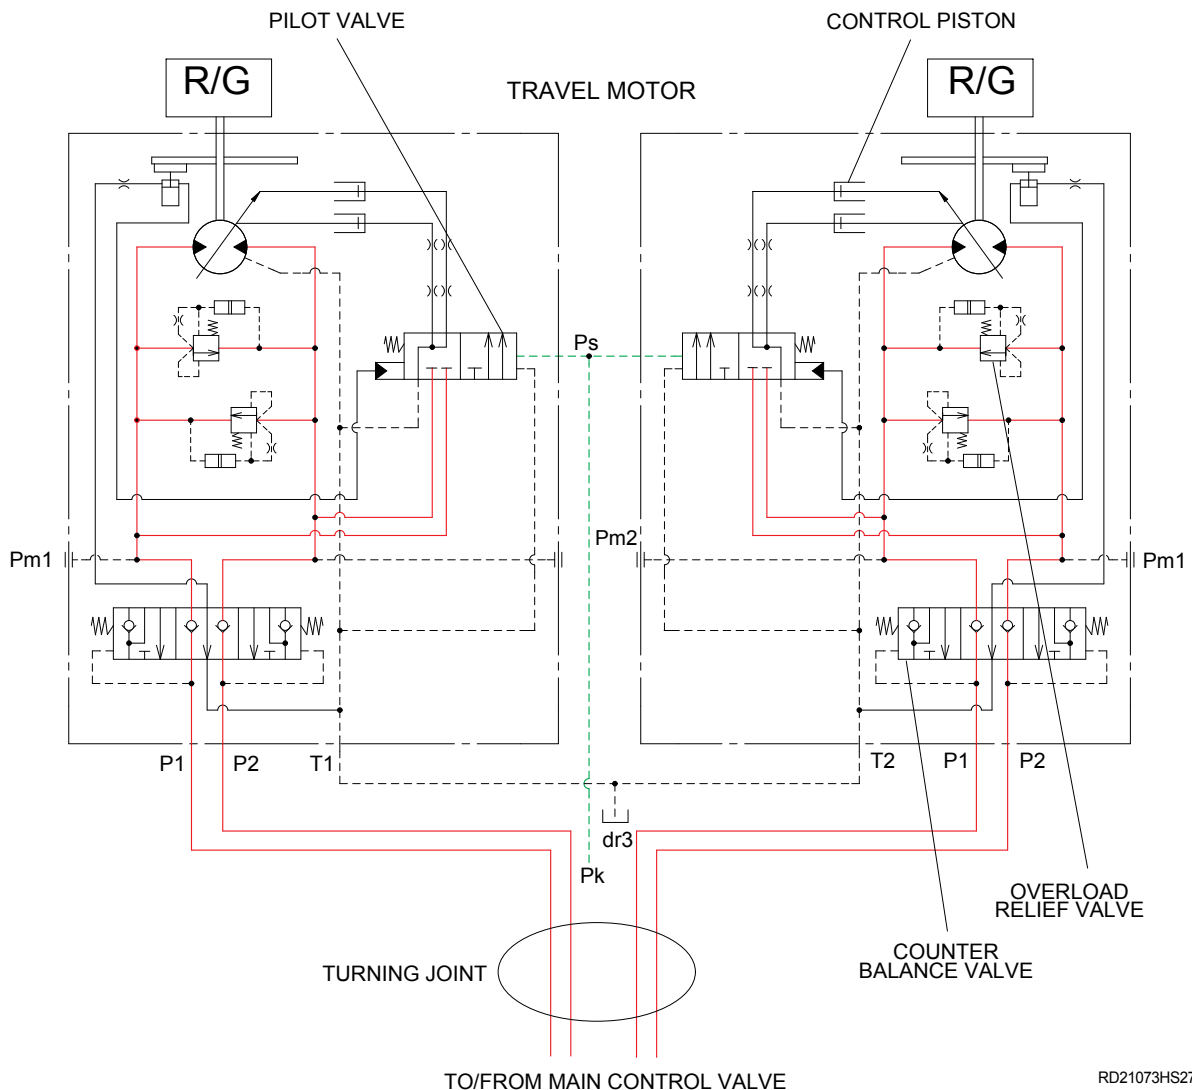 PILOT VALVE
CONTROL PISTON
R/G
TRAVEL MOTOR
R/G
Ps
Pm1
Pm2
Pm1
P1
P2
T1
T2
P1
P2
dr3
Pk
OVERLOAD
RELIEF VALVE
COUNTER
BALANCE VALVE
TURNING JOINT
TO/FROM MAIN CONTROL VALVE
RD21073HS27